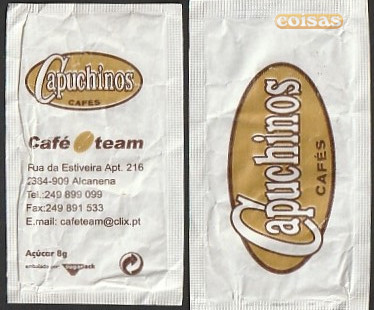 Capuchinos
CAFÉS
Café team
Rua da Estiveira Apt. 216
2384-909 Alcanena
Tel.:249 899 099
Fax:249 891 533
E.mail: cafeteam@clix.pt
Açúcar 8g
embalado por
coisas
Capuchinos
CAFÉS